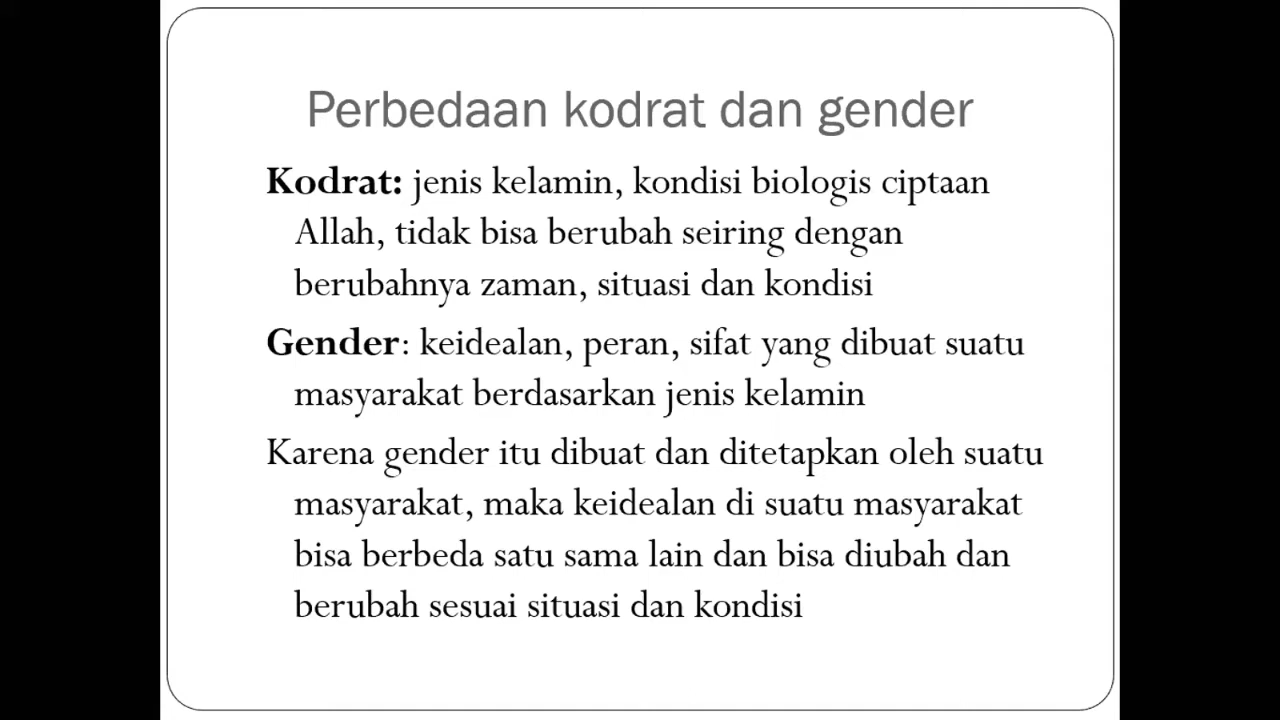 Perbedaan kodrat dan gender
Kodrat: jenis kelamin, kondisi biologis ciptaan
Allah, tidak bisa berubah seiring dengan
berubahnya zaman, situasi dan kondisi
Gender: keidealan, peran, sifat yang dibuat suatu
masyarakat berdasarkan jenis kelamin
Karena gender itu dibuat dan ditetapkan oleh suatu
masyarakat, maka keidealan di suatu masyarakat
bisa berbeda satu sama lain dan bisa diubah dan
berubah sesuai situasi dan kondisi